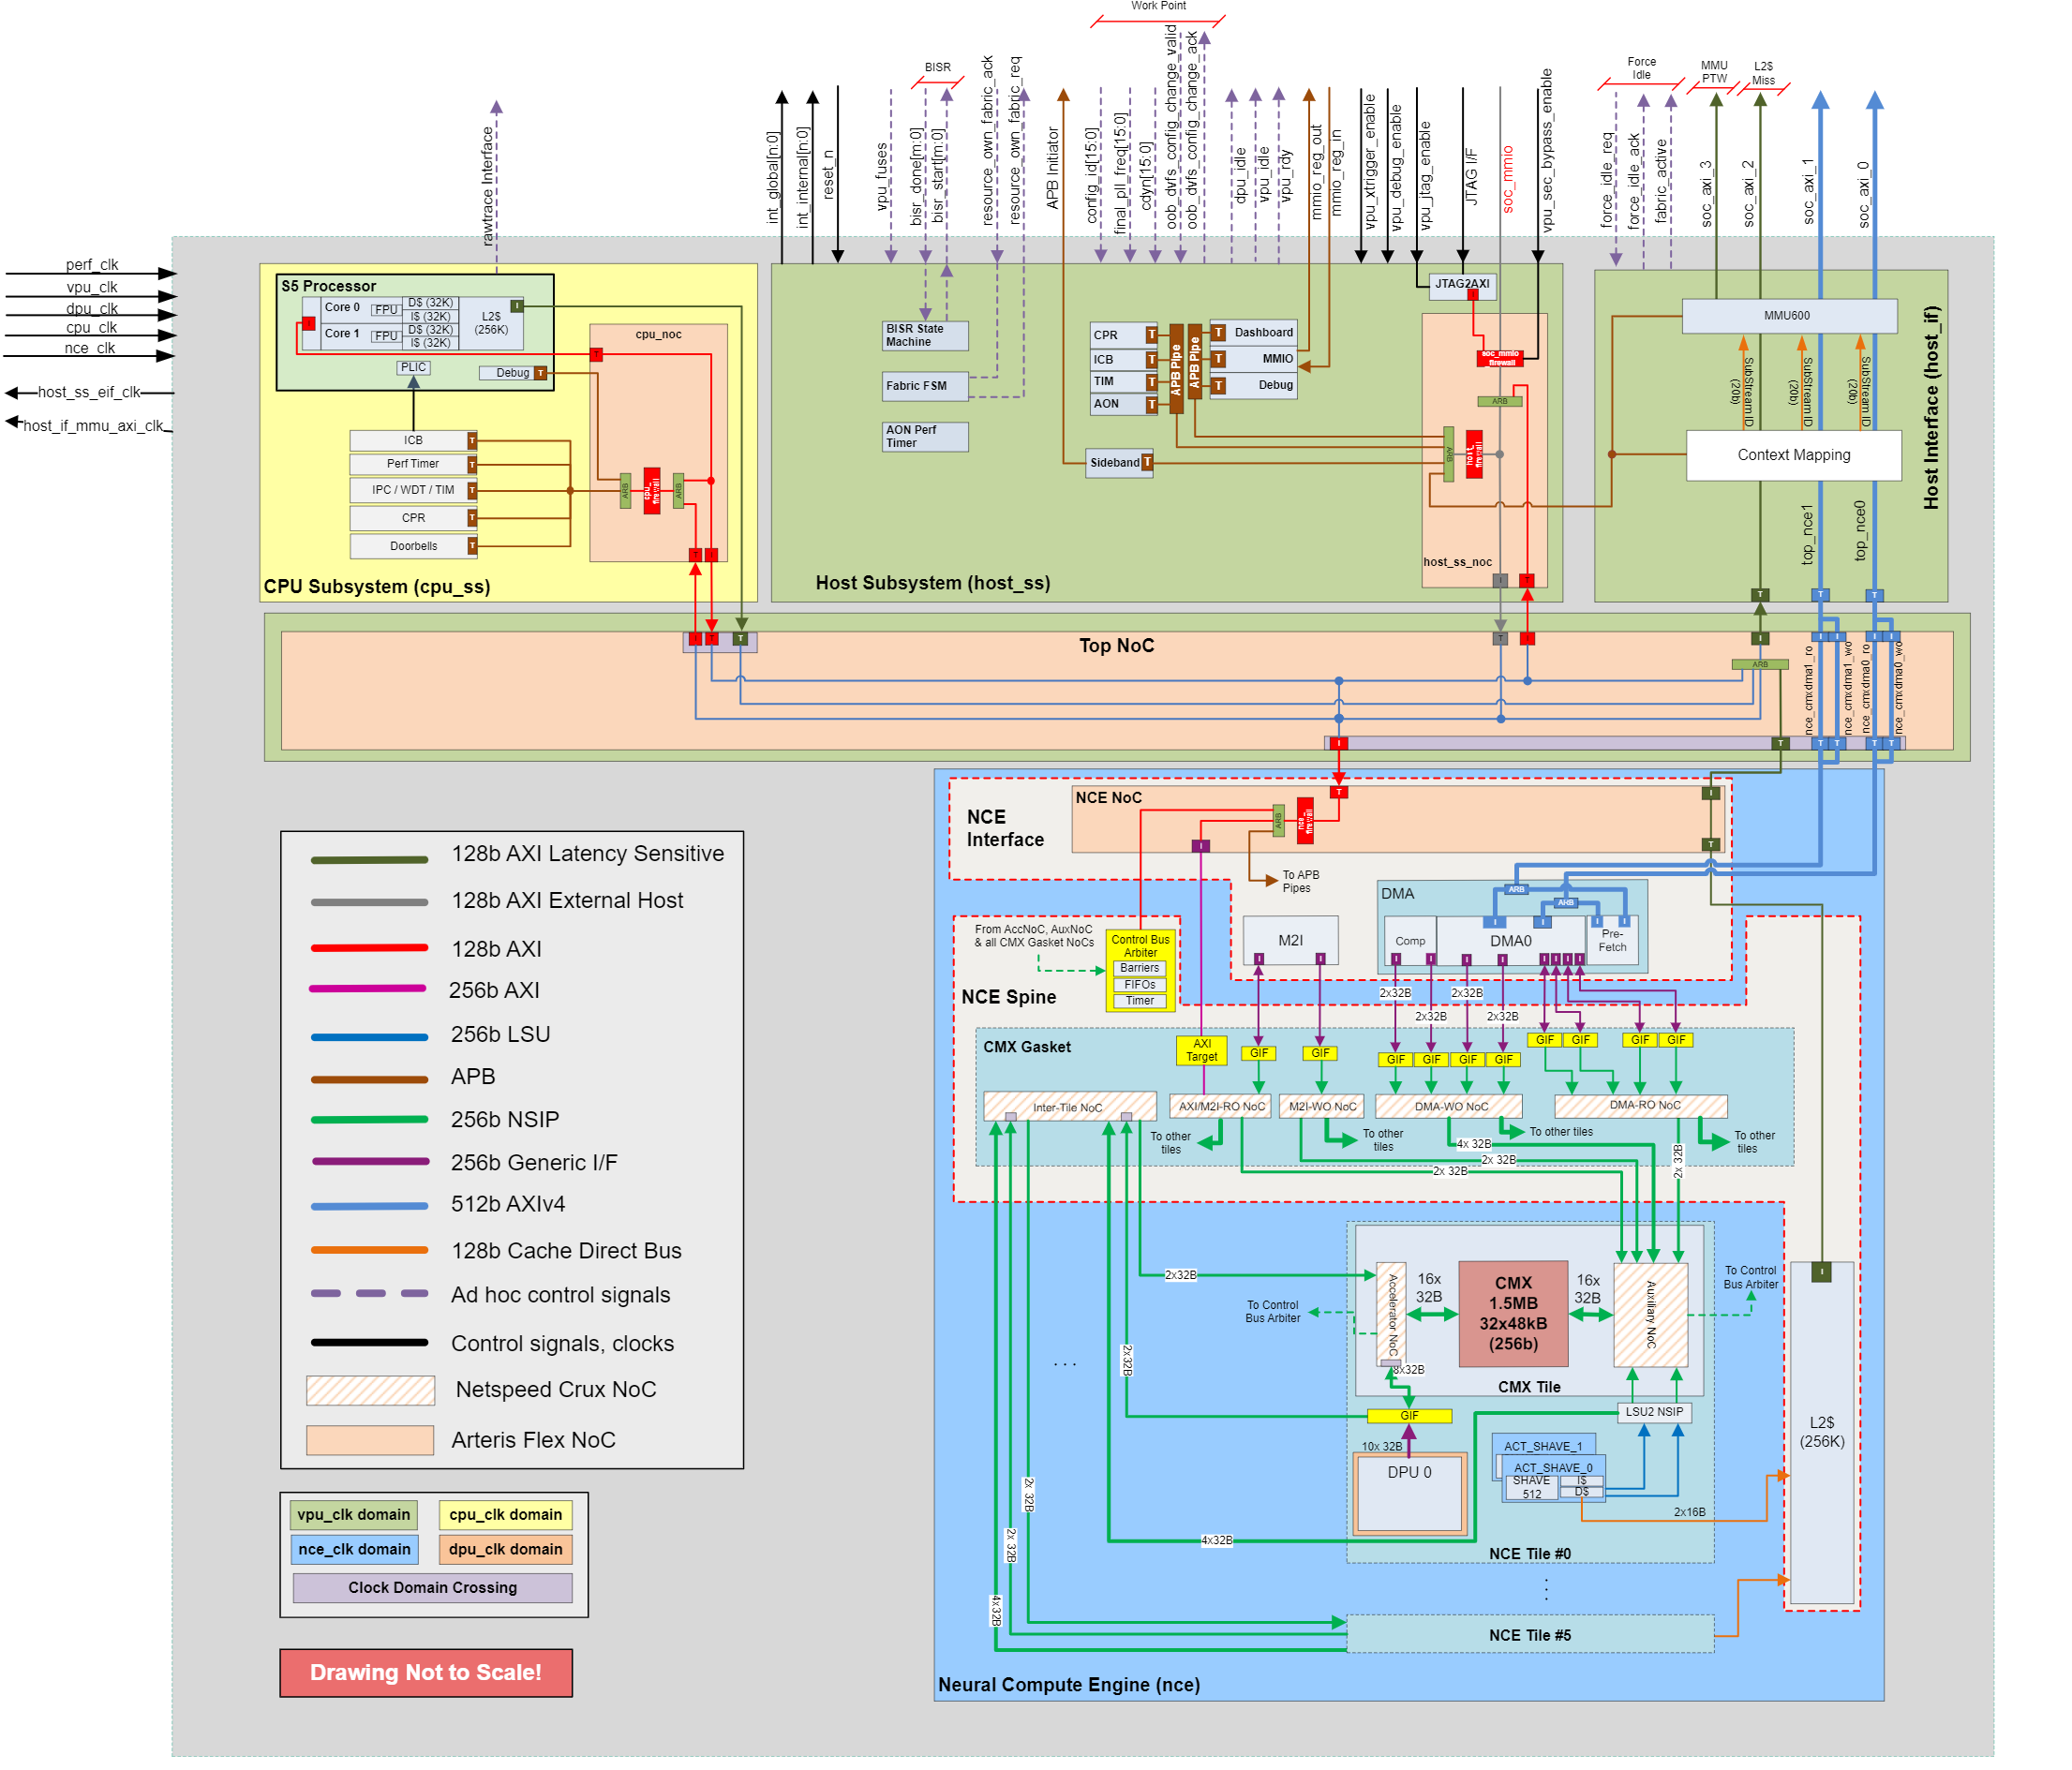 Work Point
BISR
Force
Idle
MMU
PTW
L2$
Miss
rawtrace Interface
int_global[n:0]
int_internal[n:0]
reset_n
vpu_fuses
bisr_done[m:0]
bisr_start[m:0]
resource_own_fabric_ack
resource_own_fabric_req
APB Initiator
config_id[15:0]
final_pll_freq[15:0]
cdyn[15:0]
oob_dvfs_config_change_valid
oob_dvfs_config_change_ack
dpu_idle
vpu_idle
vpu_rdy
mmio_reg_out
mmio_reg_in
vpu_xtrigger_enable
vpu_debug_enable
vpu_jtag_enable
JTAG I/F
soc_mmio
vpu_sec_bypass_enable
force_idle_req
force_idle_ack
fabric_active
soc_axi_3
soc_axi_2
soc_axi_1
soc_axi_0
perf_clk
vpu_clk
dpu_clk
cpu_clk
nce_clk
host_ss_eif_clk
host_if_mmu_axi_clk
S5 Processor
Core 0
FPU
D$ (32K)
I$ (32K)
Core 1
FPU
D$ (32K)
I$ (32K)
L2$
(256K)
I
I
PLIC
Debug
T
cpu_noc
T
ICB
T
Perf Timer
T
IPC / WDT / TIM
T
CPR
T
Doorbells
T
ARB
cpu_
firewall
ARB
T
I
CPU Subsystem (cpu_ss)
BISR State
Machine
Fabric FSM
AON Perf
Timer
CPR
T
ICB
T
TIM
T
AON
T
APB Pipe
APB Pipe
T
Dashboard
T
MMIO
T
Debug
Sideband
T
JTAG2AXI
I
soc_mmio
firewall
ARB
ARB
host_
firewall
host_ss_noc
I
T
Host Subsystem (host_ss)
MMU600
SubStreamID
(20b)
SubStreamID
(20b)
SubStreamID
(20b)
Context Mapping
top_nce1
top_nce0
Host Interface (host_if)
T
T
T
Top NoC
I
T
T
T
I
I
I
I
I
I
ARB
nce_cmxdma1_ro
nce_cmxdma1_wo
nce_cmxdma0_ro
nce_cmxdma0_wo
I
T
T
T
T
T
NCE
Interface
NCE NoC
T
I
ARB
nce_
firewall
I
T
To APB
Pipes
DMA
ARB
ARB
I
I
I
I
Comp
DMA0
Pre-
Fetch
I
I
I
I
I
I
I
I
M2I
I
I
From AccNoC, AuxNoC
& all CMX Gasket NoCs
Control Bus
Arbiter
Barriers
FIFOs
Timer
NCE Spine
2x32B
2x32B
2x32B
2x32B
CMX Gasket
AXI
Target
GIF
GIF
GIF
GIF
GIF
GIF
GIF
GIF
GIF
GIF
Inter-Tile NoC
AXI/M2I-RO NoC
M2I-WO NoC
DMA-WO NoC
DMA-RO NoC
To other
tiles
To other
tiles
To other tiles
To other
tiles
4x 32B
2x 32B
2x 32B
2x 32B
2x32B
Accelerator NoC
16x
32B
CMX
1.5MB
32x48kB
(256b)
16x
32B
Auxiliary NoC
To Control
Bus Arbiter
To Control
Bus Arbiter
8x32B
CMX Tile
2x32B
. . .
GIF
LSU2 NSIP
10x 32B
DPU 0
ACT_SHAVE_1
ACT_SHAVE_0
SHAVE
512
I$
D$
2x16B
I
L2$
(256K)
2x 32B
2x 32B
4x32B
4x32B
NCE Tile #0
NCE Tile #5
Neural Compute Engine (nce)
128b AXI Latency Sensitive
128b AXI External Host
128b AXI
256b AXI
256b LSU
APB
256b NSIP
256b Generic I/F
512b AXIv4
128b Cache Direct Bus
Ad hoc control signals
Control signals, clocks
Netspeed Crux NoC
Arteris Flex NoC
vpu_clk domain
cpu_clk domain
nce_clk domain
dpu_clk domain
Clock Domain Crossing
Drawing Not to Scale!